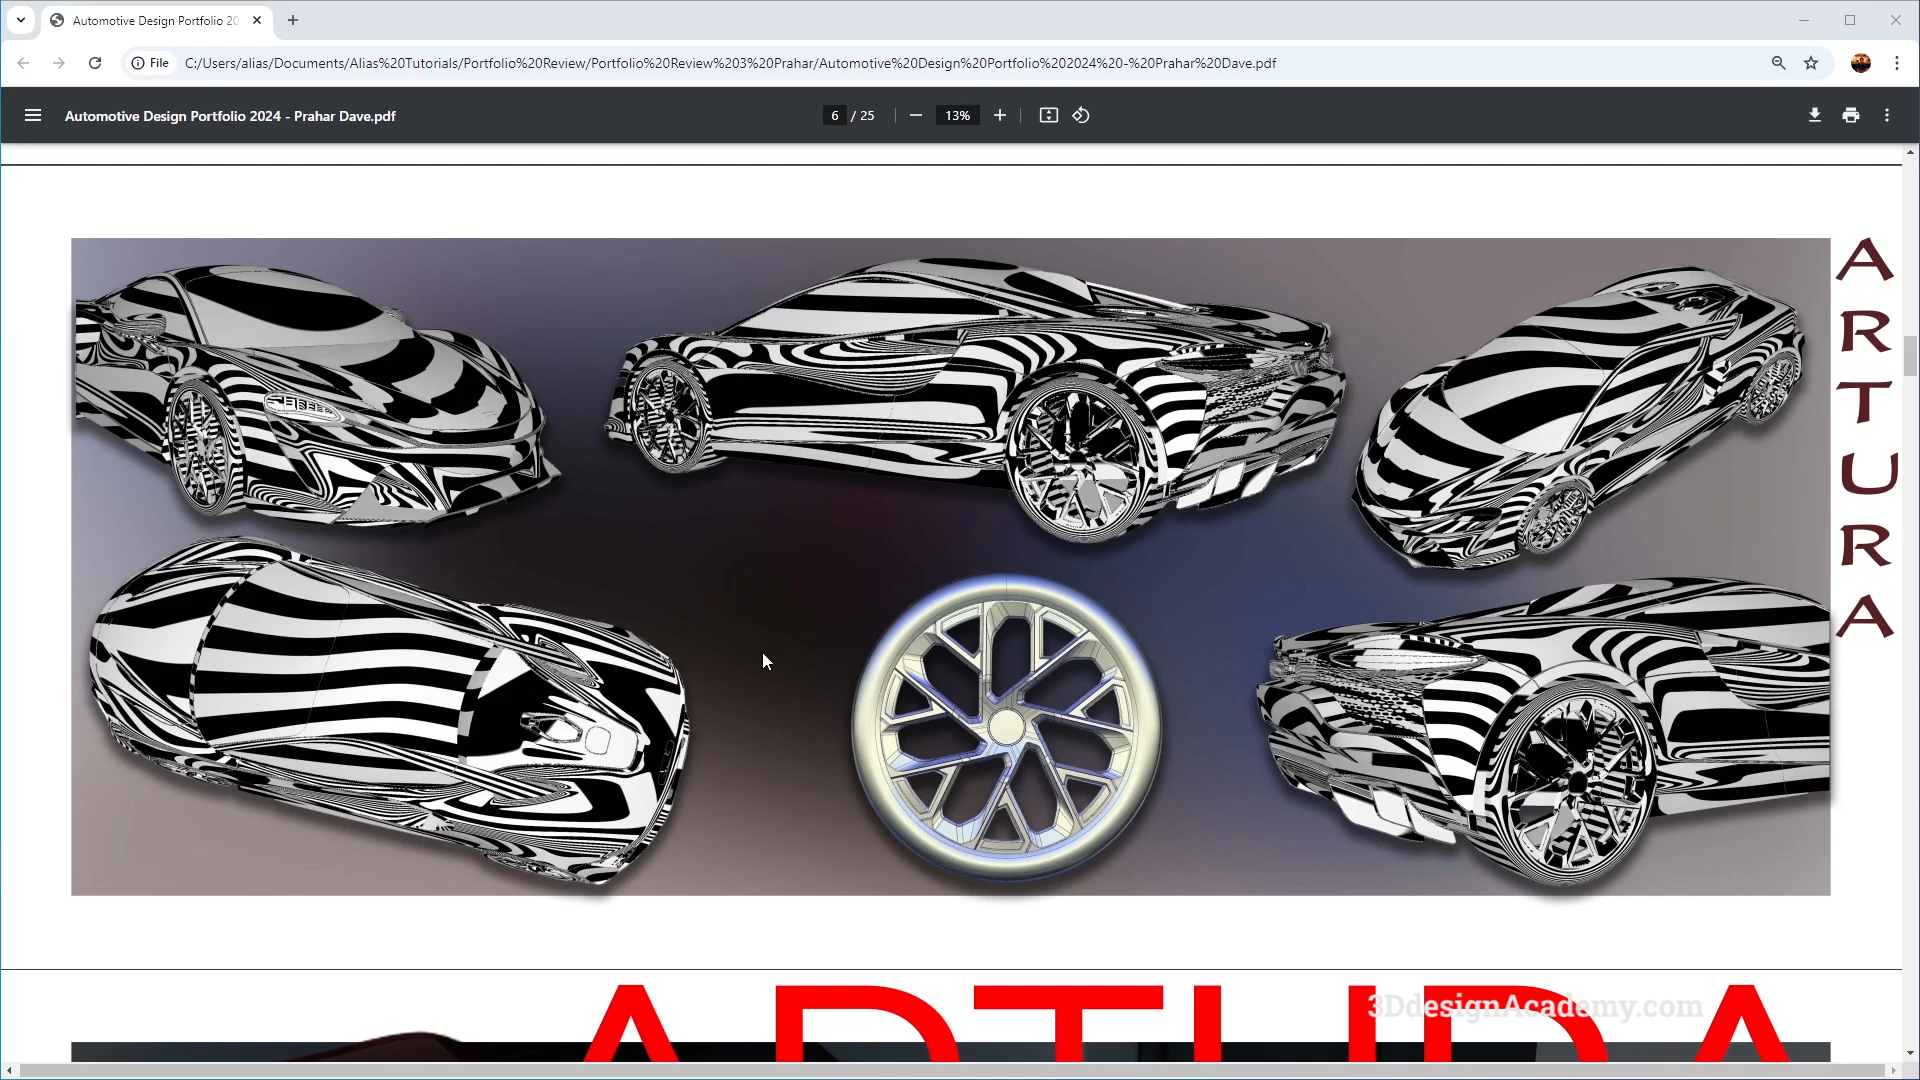 Automotive Design Portfolio 20
File
C:/Users/alias/Documents/Alias%20Tutorials/Portfolio%20Review/Portfolio%20Review%203%20Prahar/Automotive%20Design%20Portfolio%202024%20-%20Prahar%20Dave.pdf
Automotive Design Portfolio 2024 - Prahar Dave.pdf
6 / 25
13%
ARTURA
ARTURA
3DdesignAcademy.com